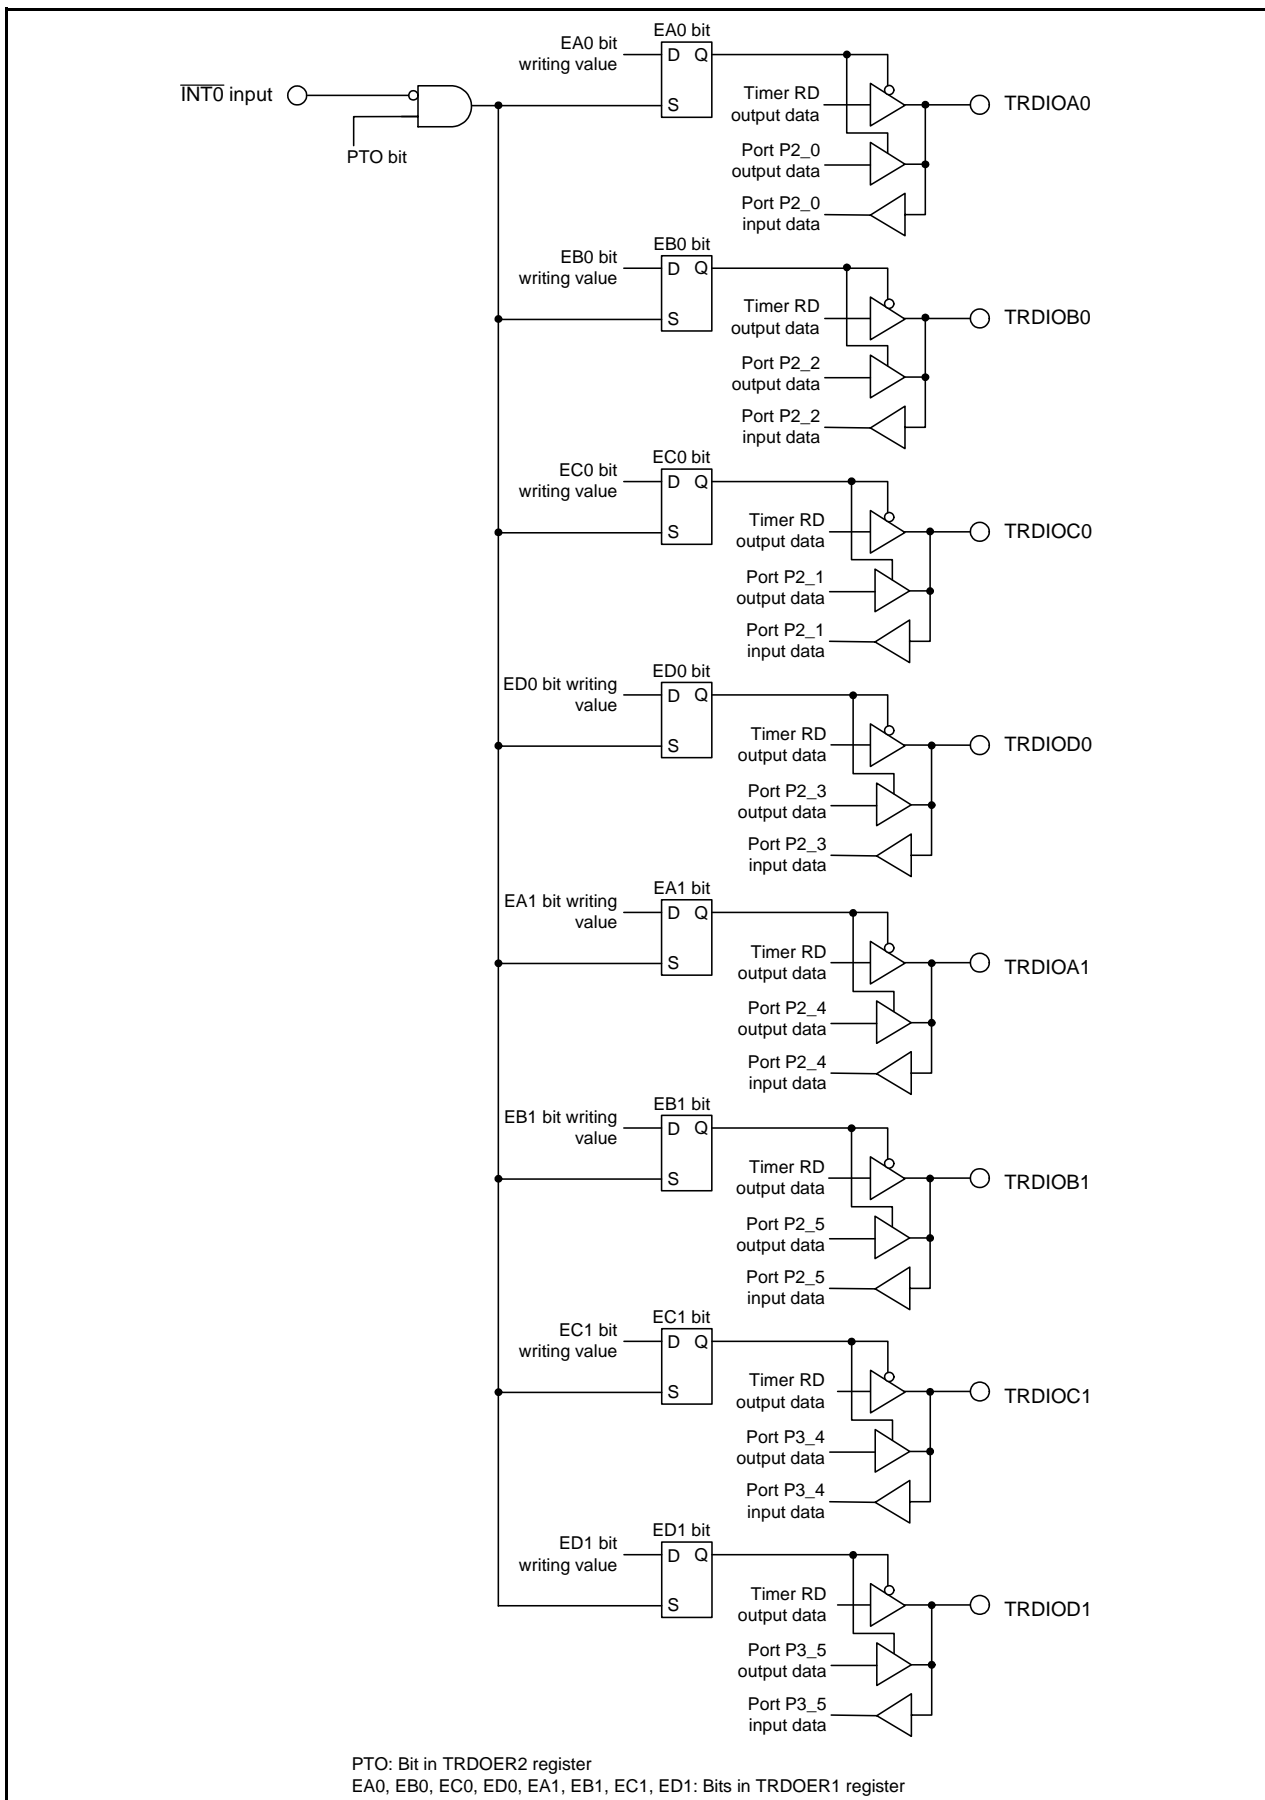 EA0 bit
EA0 bit
writing value
D Q
S
INT0 input
PTO bit
Timer RD
output data
TRDIOA0
Port P2_0
output data
Port P2_0
input data
EB0 bit
EB0 bit
writing value
D Q
S
Timer RD
output data
TRDIOB0
Port P2_2
output data
Port P2_2
input data
EC0 bit
EC0 bit
writing value
D Q
S
Timer RD
output data
TRDIOC0
Port P2_1
output data
Port P2_1
input data
ED0 bit
ED0 bit writing
value
D Q
S
Timer RD
output data
TRDIOD0
Port P2_3
output data
Port P2_3
input data
EA1 bit
EA1 bit writing
value
D Q
S
Timer RD
output data
TRDIOA1
Port P2_4
output data
Port P2_4
input data
EB1 bit
EB1 bit writing
value
D Q
S
Timer RD
output data
TRDIOB1
Port P2_5
output data
Port P2_5
input data
EC1 bit
EC1 bit
writing value
D Q
S
Timer RD
output data
TRDIOC1
Port P3_4
output data
Port P3_4
input data
ED1 bit
ED1 bit
writing value
D Q
S
Timer RD
output data
TRDIOD1
Port P3_5
output data
Port P3_5
input data
PTO: Bit in TRDOER2 register
EA0, EB0, EC0, ED0, EA1, EB1, EC1, ED1: Bits in TRDOER1 register